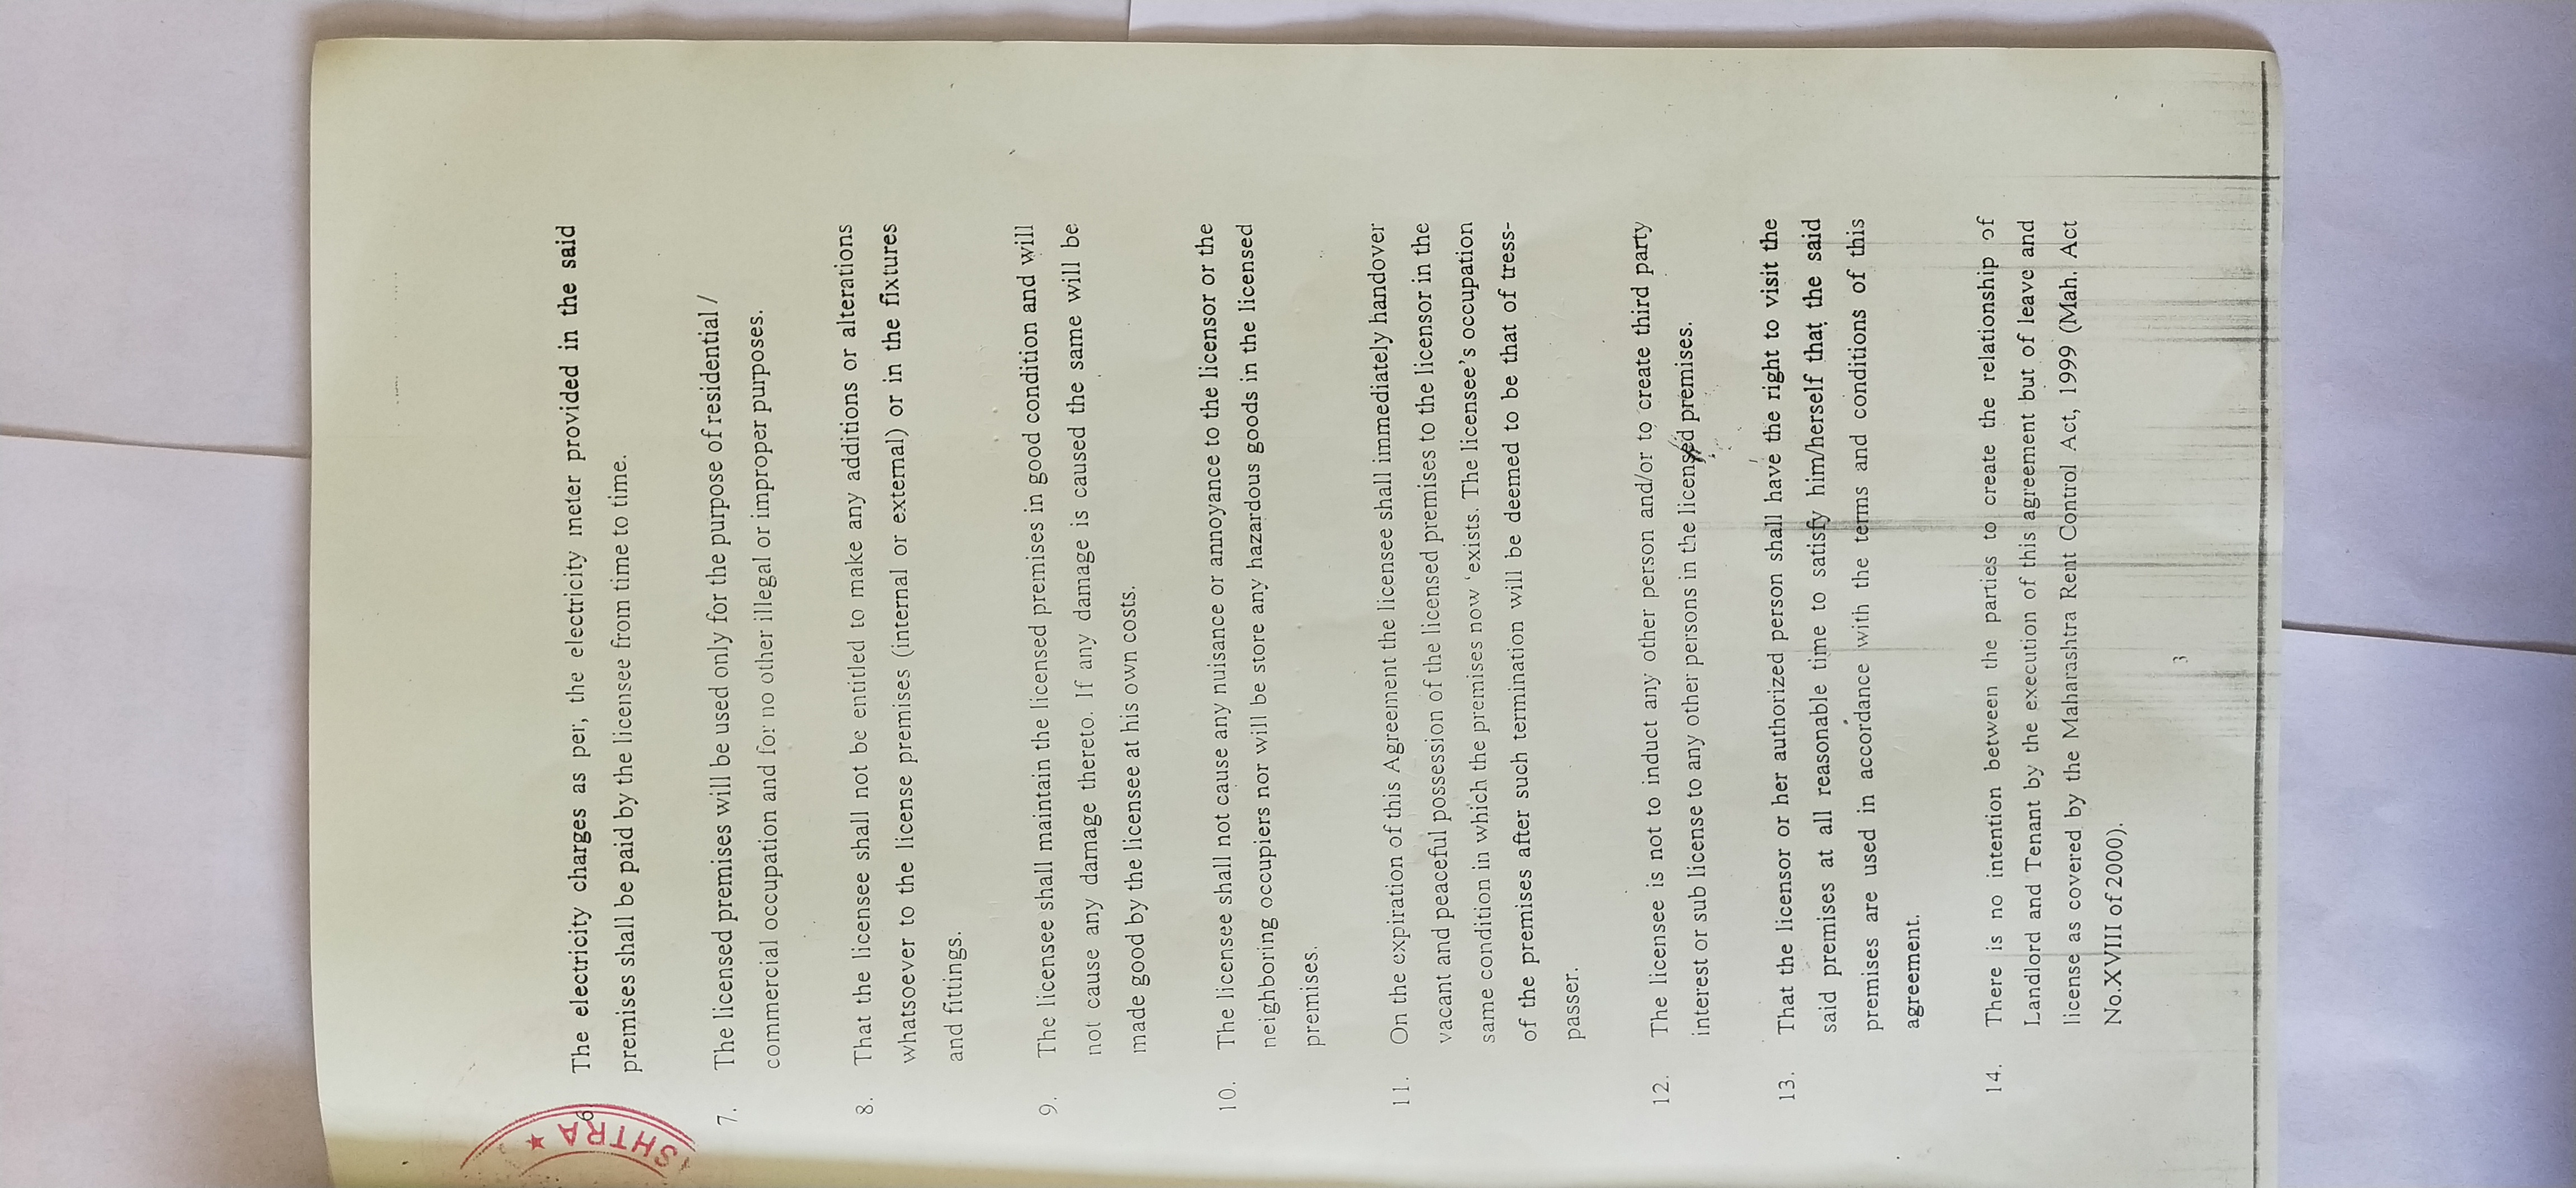 6
The electricity charges as per, the electricity meter provided in the said
premises shall be paid by the licensee from time to time.
7. The licensed premises will be used only for the purpose of residential /
commercial occupation and for no other illegal or improper purposes.
8. That the licensee shall not be entitled to make any additions or alterations
whatsoever to the license premises (internal or external) or in the fixtures
and fittings.
9. The licensee shall maintain the licensed premises in good condition and will
not cause any damage thereto. If any damage is caused the same will be
made good by the licensee at his own costs.
10. The licensee shall not cause any nuisance or annoyance to the licensor or the
neighboring occupiers nor will be store any hazardous goods in the licensed
premises.
11. On the expiration of this Agreement the licensee shall immediately handover
vacant and peaceful possession of the licensed premises to the licensor in the
same condition in which the premises now 'exists. The licensee's occupation
of the premises after such termination will be deemed to be that of tress-
passer.
12. The licensee is not to induct any other person and/or to create third party
interest or sub license to any other persons in the licensed premises.
13. That the licensor or her authorized person shall have the right to visit the
said premises at all reasonable time to satisfy him/herself that the said
premises are used in accordance with the terms and conditions of this
agreement.
14. There is no intention between the parties to create the relationship of
Landlord and Tenant by the execution of this agreement but of leave and
license as covered by the Maharashtra Rent Control Act, 1999 (Mah. Act
No.XVIII of 2000).
3
SHTRA ★